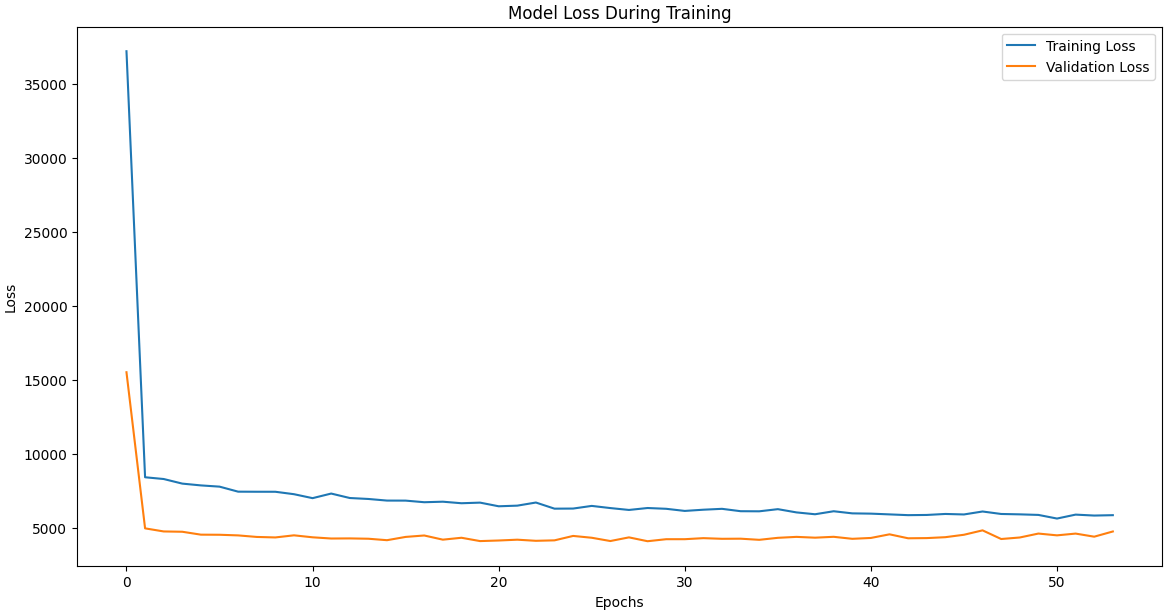 Model Loss During Training
Training Loss
Validation Loss
35000
30000
25000
20000
15000
10000
5000
Loss
0 10 20 30 40 50
Epochs